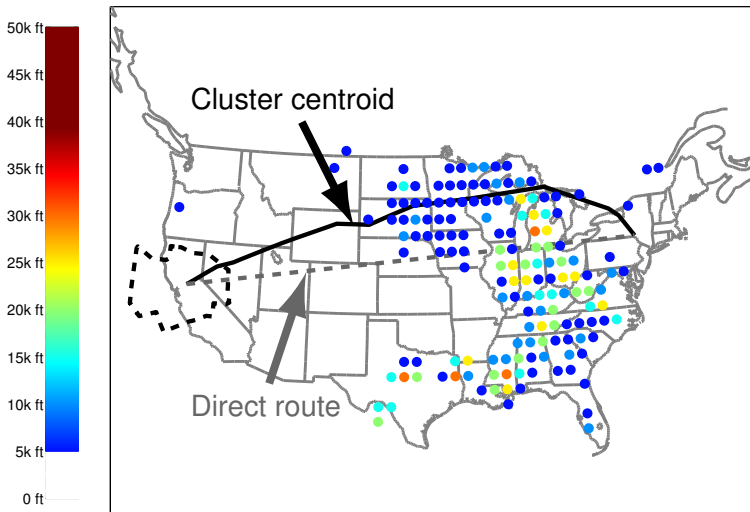 50k ft
45k ft
40k ft
35k ft
30k ft
25k ft
20k ft
15k ft
10k ft
5k ft
0 ft
Cluster centroid
Direct route